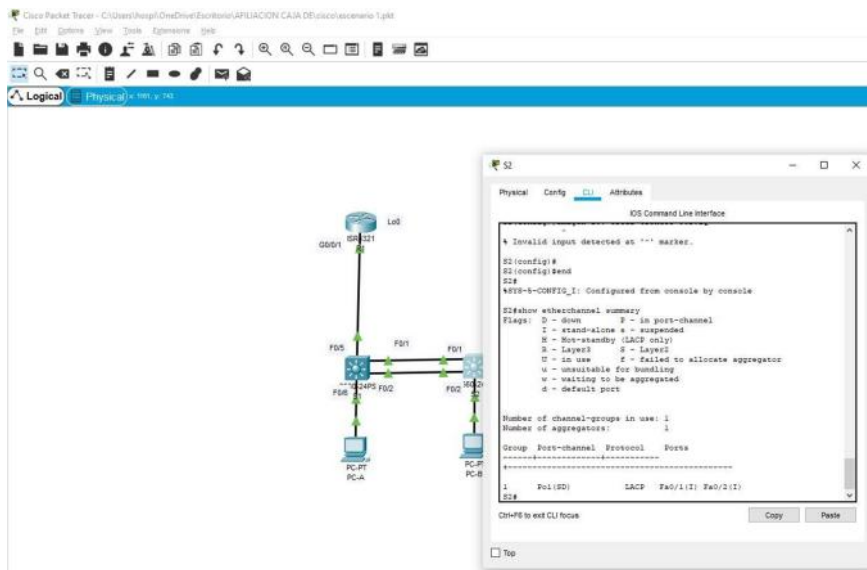 Cisco Packet Tracer - C:\Users\hospi\OneDrive\Escritorio\AFILIACION CAJA DE\cisco\escenario 1.pkt
File Edit Options View Tools Extensions Help
Logical Physical x: 1161, y: 743
S2
Physical Config CLI Attributes
IOS Command Line Interface
% Invalid input detected at '^' marker.
S2(config)#
S2(config)#end
S2#
%SYS-5-CONFIG_I: Configured from console by console
S2#show etherchannel summary
Flags: D - down P - in port-channel
I - stand-alone s - suspended
H - Hot-standby (LACP only)
R - Layer3 S - Layer2
U - in use f - failed to allocate aggregator
u - unsuitable for bundling
w - waiting to be aggregated
d - default port
Number of channel-groups in use: 1
Number of aggregators: 1
Group Port-channel Protocol Ports
------+-------------+-----------
+----------------------------------------------
1 Po1(SD) LACP Fa0/1(I) Fa0/2(I)
S2#
Ctrl+F6 to exit CLI focus
Copy Paste
Top
Lo0
G0/0/1
F0/5
F0/1 F0/1
F0/2 F0/2
F0/6
PC-PT
PC-A